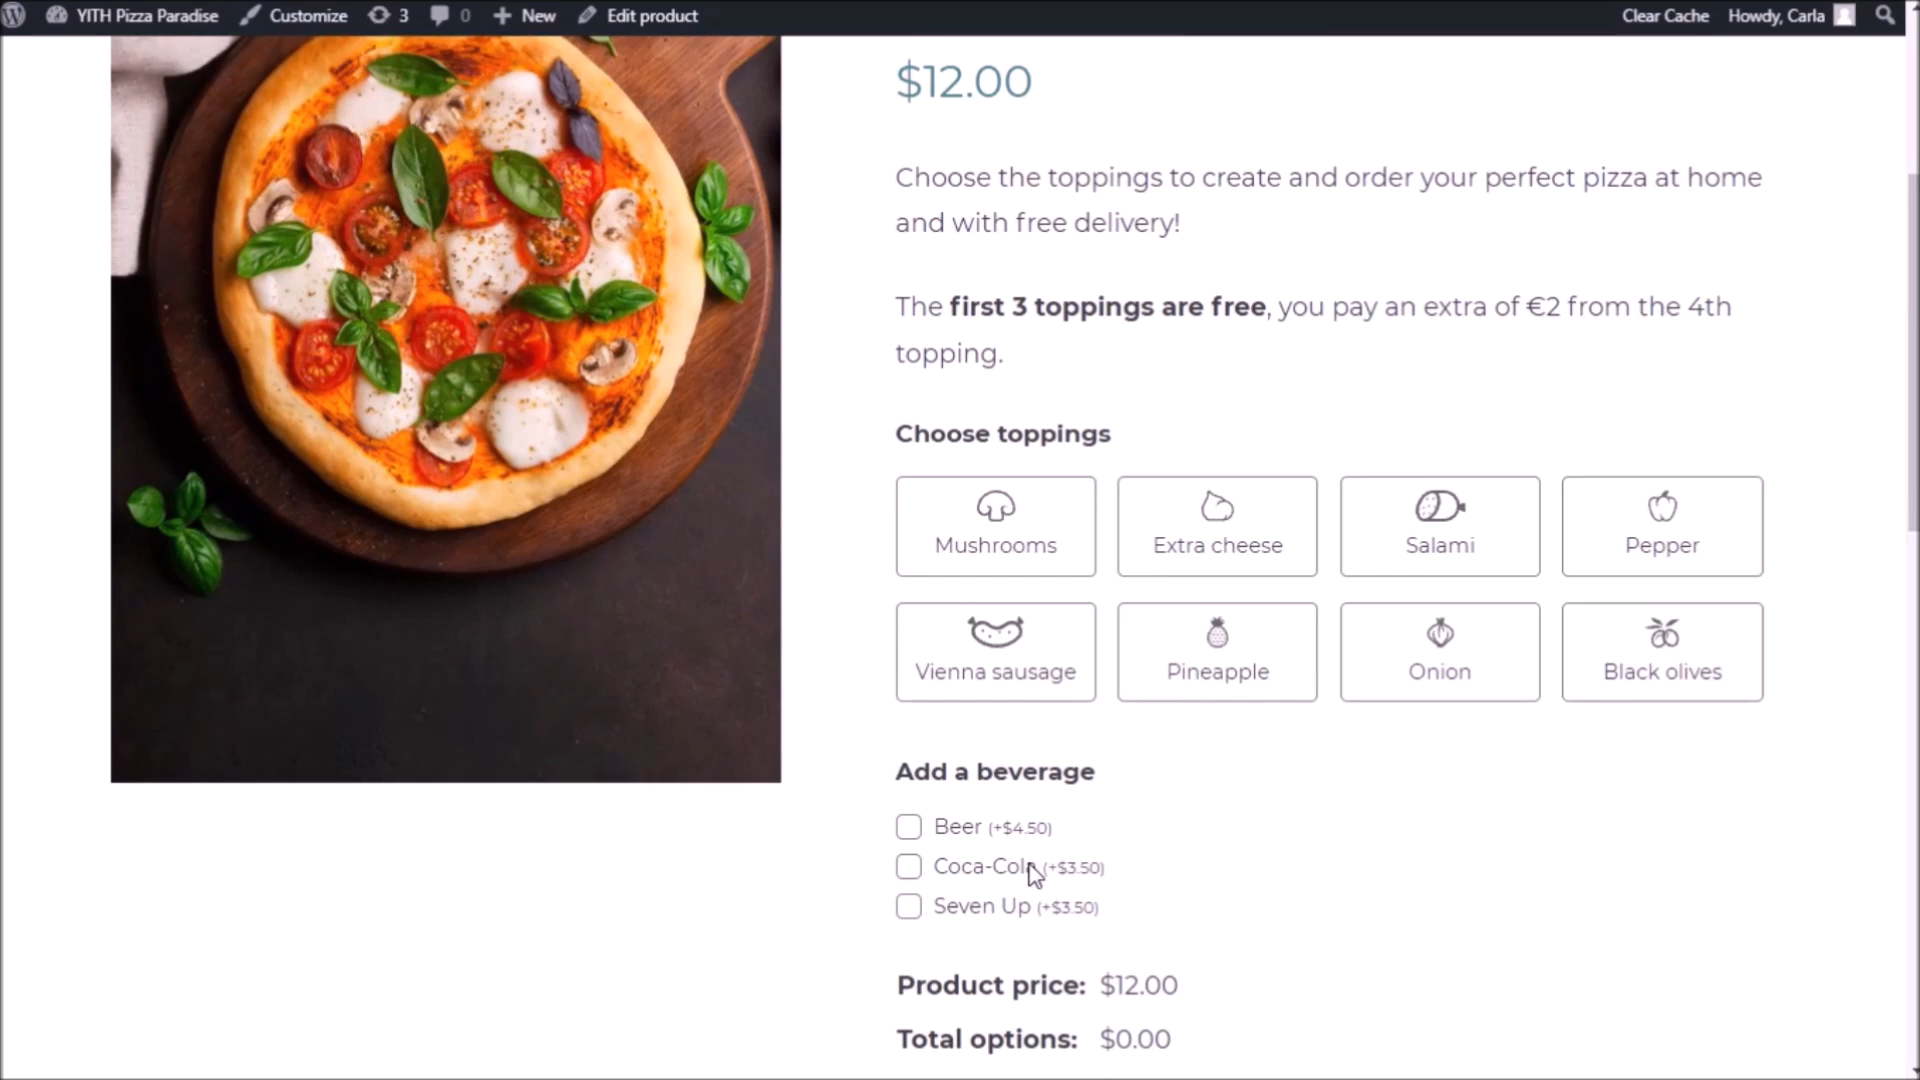 YITH Pizza Paradise Customize 3 0 New Edit product Clear Cache Howdy, Carla
$12.00
Choose the toppings to create and order your perfect pizza at home
and with free delivery!
The first 3 toppings are free, you pay an extra of €2 from the 4th
topping.
Choose toppings
Mushrooms Extra cheese Salami Pepper
Vienna sausage Pineapple Onion Black olives
Add a beverage
Beer (+$4.50)
Coca-Cola (+$3.50)
Seven Up (+$3.50)
Product price: $12.00
Total options: $0.00